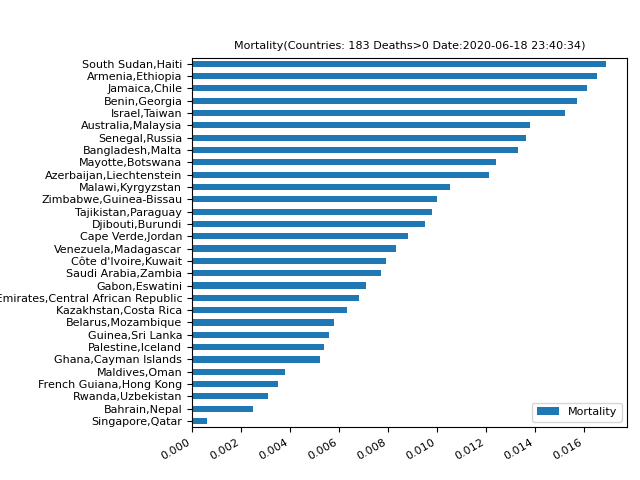 Mortality(Countries: 183 Deaths>0 Date:2020-06-18 23:40:34)
South Sudan,Haiti
Armenia,Ethiopia
Jamaica,Chile
Benin,Georgia
Israel,Taiwan
Australia,Malaysia
Senegal,Russia
Bangladesh,Malta
Mayotte,Botswana
Azerbaijan,Liechtenstein
Malawi,Kyrgyzstan
Zimbabwe,Guinea-Bissau
Tajikistan,Paraguay
Djibouti,Burundi
Cape Verde,Jordan
Venezuela,Madagascar
Côte d'Ivoire,Kuwait
Saudi Arabia,Zambia
Gabon,Eswatini
Emirates,Central African Republic
Kazakhstan,Costa Rica
Belarus,Mozambique
Guinea,Sri Lanka
Palestine,Iceland
Ghana,Cayman Islands
Maldives,Oman
French Guiana,Hong Kong
Rwanda,Uzbekistan
Bahrain,Nepal
Singapore,Qatar
Mortality
0.000 0.002 0.004 0.006 0.008 0.010 0.012 0.014 0.016